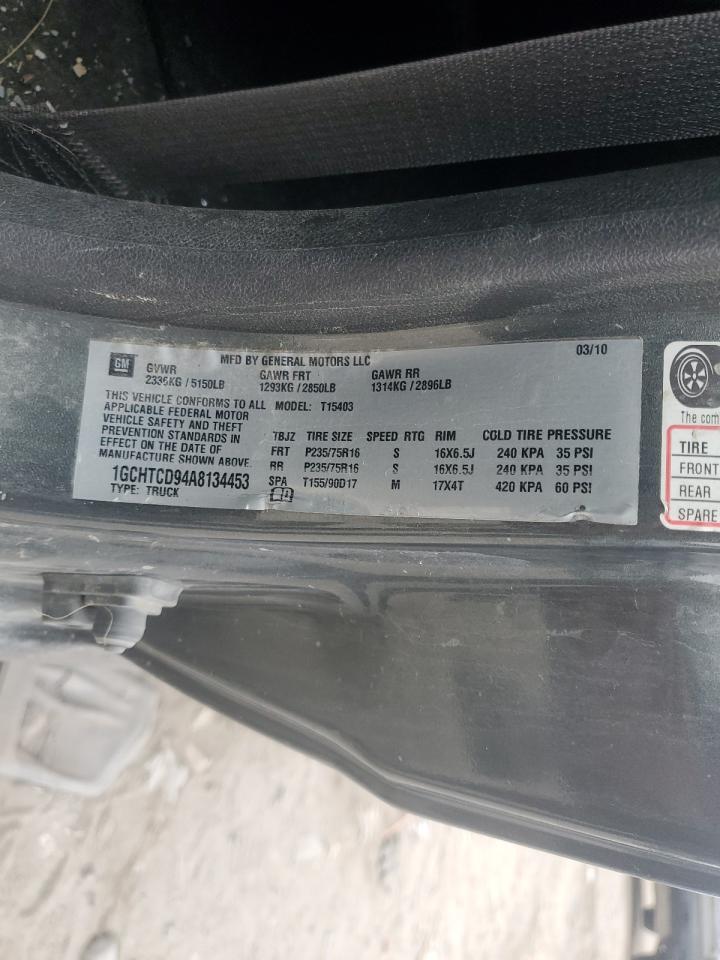 GM
MFD BY GENERAL MOTORS LLC 03/10
GVWR GAWR FRT GAWR RR
2336KG / 5150LB 1293KG / 2850LB 1314KG / 2896LB
THIS VEHICLE CONFORMS TO ALL MODEL: T15403
APPLICABLE FEDERAL MOTOR
VEHICLE SAFETY AND THEFT
PREVENTION STANDARDS IN
EFFECT ON THE DATE OF
MANUFACTURE SHOWN ABOVE.
1GCHTCD94A8134453
TYPE: TRUCK
TBJZ TIRE SIZE SPEED RTG RIM COLD TIRE PRESSURE
FRT P235/75R16 S 16X6.5J 240 KPA 35 PSI
RR P235/75R16 S 16X6.5J 240 KPA 35 PSI
SPA T155/90D17 M 17X4T 420 KPA 60 PSI
The com
TIRE
FRONT
REAR
SPARE